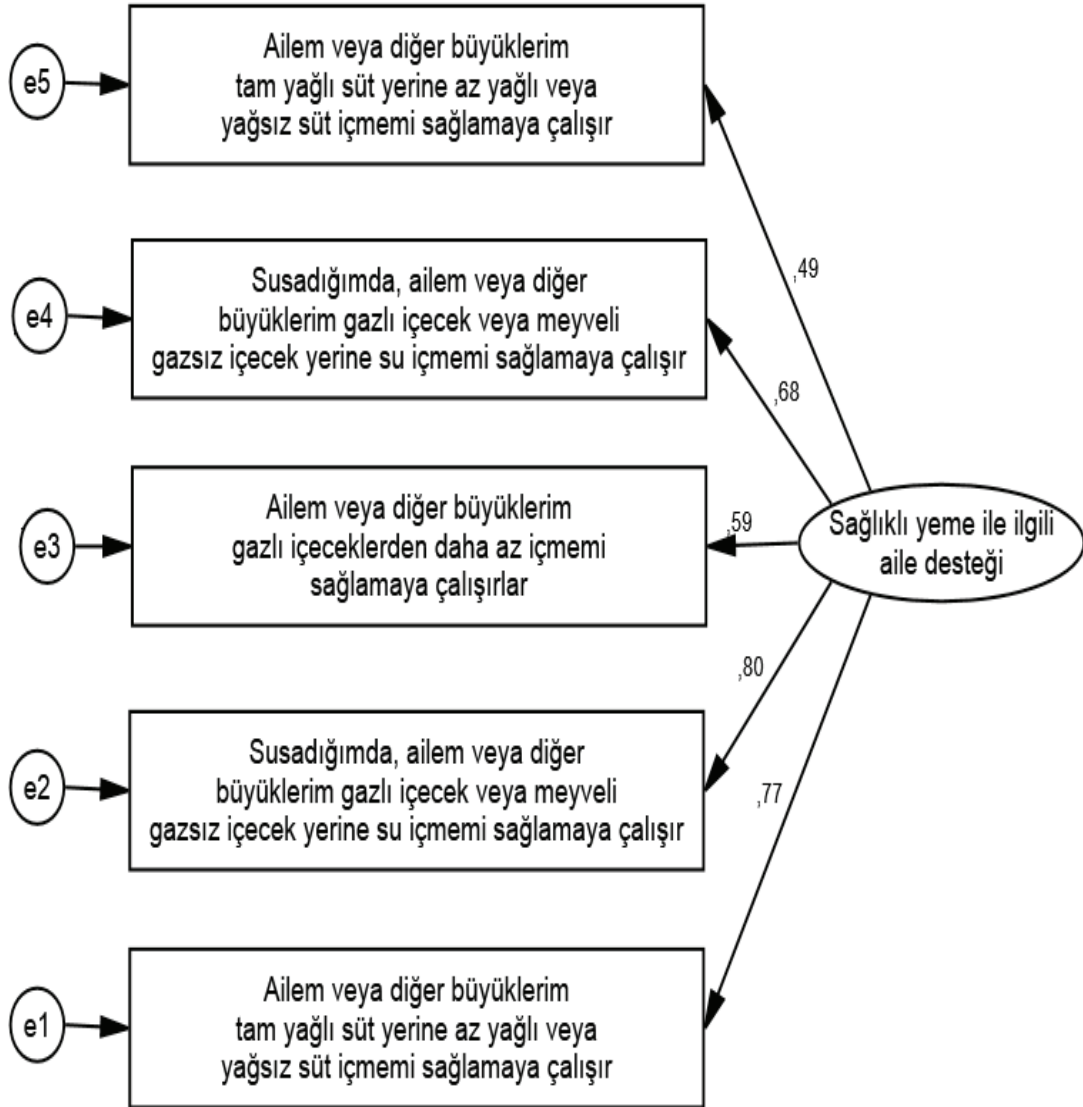 e5
Ailem veya diğer büyüklerim
tam yağlı süt yerine az yağlı veya
yağsız süt içmemi sağlamaya çalışır
,49
e4
Susadığımda, ailem veya diğer
büyüklerim gazlı içecek veya meyveli
gazsız içecek yerine su içmemi sağlamaya çalışır
,68
e3
Ailem veya diğer büyüklerim
gazlı içeceklerden daha az içmemi
sağlamaya çalışırlar
,59
Sağlıklı yeme ile ilgili
aile desteği
e2
Susadığımda, ailem veya diğer
büyüklerim gazlı içecek veya meyveli
gazsız içecek yerine su içmemi sağlamaya çalışır
,80
e1
Ailem veya diğer büyüklerim
tam yağlı süt yerine az yağlı veya
yağsız süt içmemi sağlamaya çalışır
,77